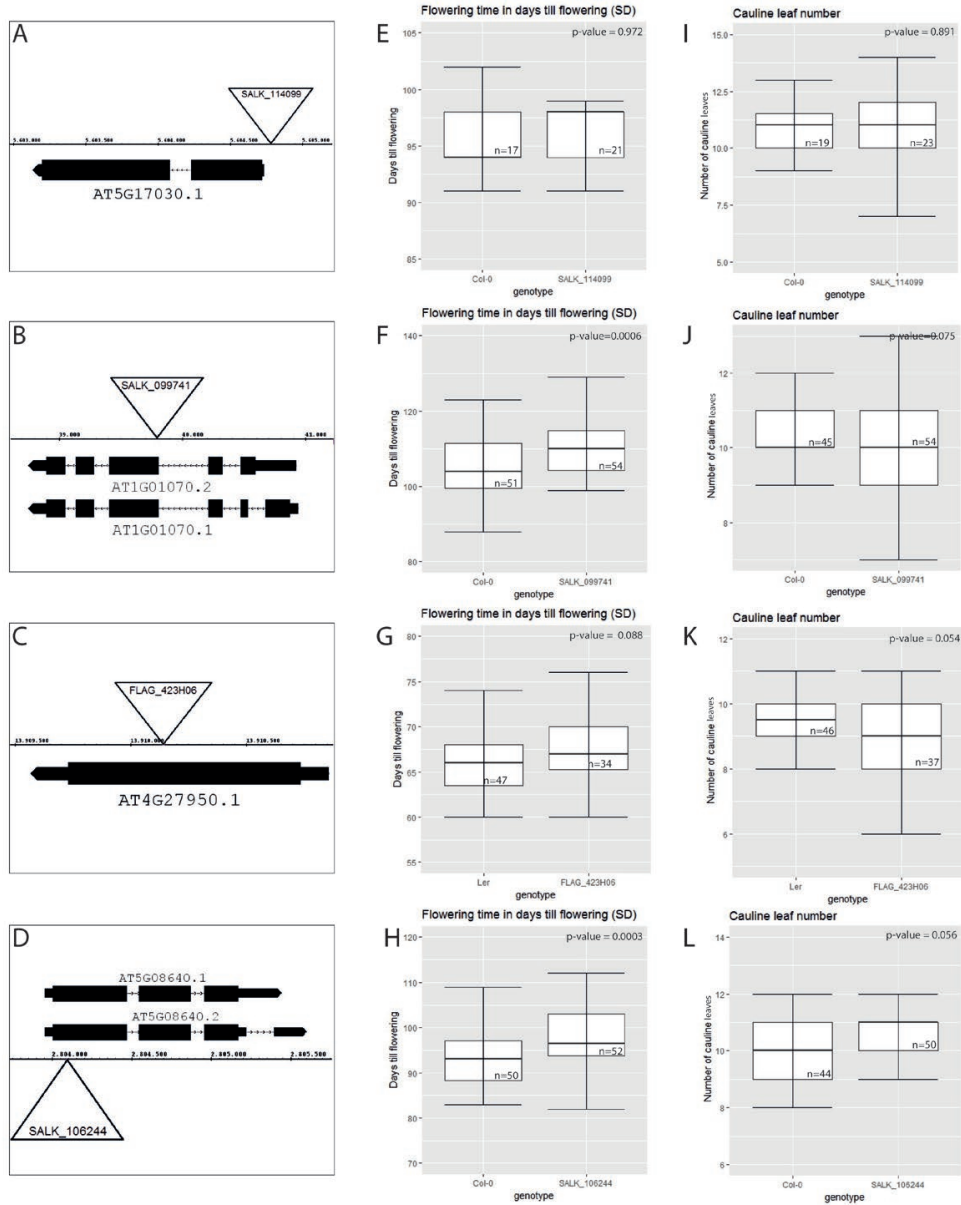 A
SALK_114099
5.603.000 5.603.500 5.604.000 5.604.500 5.605.000
AT5G17030.1
E
Flowering time in days till flowering (SD)
p-value = 0.972
105
100
95
90
85
Days till flowering
n=17
n=21
Col-0
SALK_114099
genotype
I
Cauline leaf number
p-value = 0.891
15.0
12.5
10.0
7.5
5.0
Number of cauline leaves
n=19
n=23
Col-0
SALK_114099
genotype
B
SALK_099741
39.000 40.000 41.000
AT1G01070.2
AT1G01070.1
F
Flowering time in days till flowering (SD)
p-value=0.0006
140
120
100
80
Days till flowering
n=51
n=54
Col-0
SALK_099741
genotype
J
Cauline leaf number
p-value=0.075
12
10
8
Number of cauline leaves
n=45
n=54
Col-0
SALK_099741
genotype
C
FLAG_423H06
13.909.500 13.910.000 13.910.500
AT4G27950.1
G
Flowering time in days till flowering (SD)
p-value = 0.088
80
75
70
65
60
55
Days till flowering
n=47
n=34
Ler
FLAG_423H06
genotype
K
Cauline leaf number
p-value = 0.054
12
10
8
6
Number of cauline leaves
n=46
n=37
Ler
FLAG_423H06
genotype
D
AT5G08640.1
AT5G08640.2
2.804.000 2.804.500 2.805.000 2.805.500
SALK_106244
H
Flowering time in days till flowering (SD)
p-value = 0.0003
120
110
100
90
80
70
Days till flowering
n=50
n=52
Col-0
SALK_106244
genotype
L
Cauline leaf number
p-value = 0.056
14
12
10
8
6
Number of cauline leaves
n=44
n=50
Col-0
SALK_106244
genotype